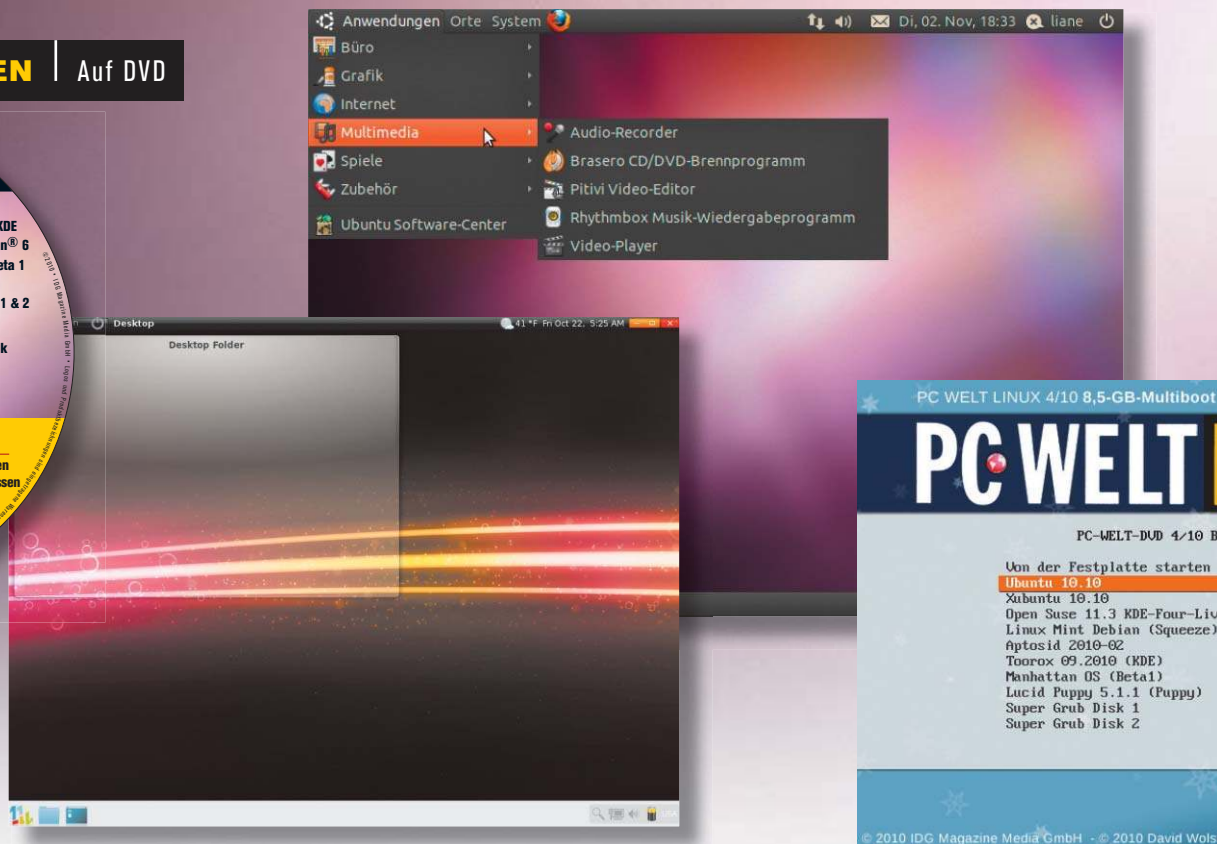 EN | Auf DVD
KDE
n® 6
eta 1
1 & 2
k
en
ssen
Anwendungen Orte System
Di, 02. Nov, 18:33 liane
Büro
Grafik
Internet
Multimedia
Spiele
Zubehör
Ubuntu Software-Center
Audio-Recorder
Brasero CD/DVD-Brennprogramm
Pitivi Video-Editor
Rhythmbox Musik-Wiedergabeprogramm
Video-Player
Desktop
41 °F Fri Oct 22, 5:25 AM
Desktop Folder
USA
PC WELT LINUX 4/10 8,5-GB-Multiboot
PC WELT
PC-WELT-DVD 4/10 B
Von der Festplatte starten
Ubuntu 10.10
Xubuntu 10.10
Open Suse 11.3 KDE-Four-Liv
Linux Mint Debian (Squeeze)
Aptosid 2010-02
Toorox 09.2010 (KDE)
Manhattan OS (Beta1)
Lucid Puppy 5.1.1 (Puppy)
Super Grub Disk 1
Super Grub Disk 2
© 2010 IDG Magazine Media GmbH - © 2010 David Wols